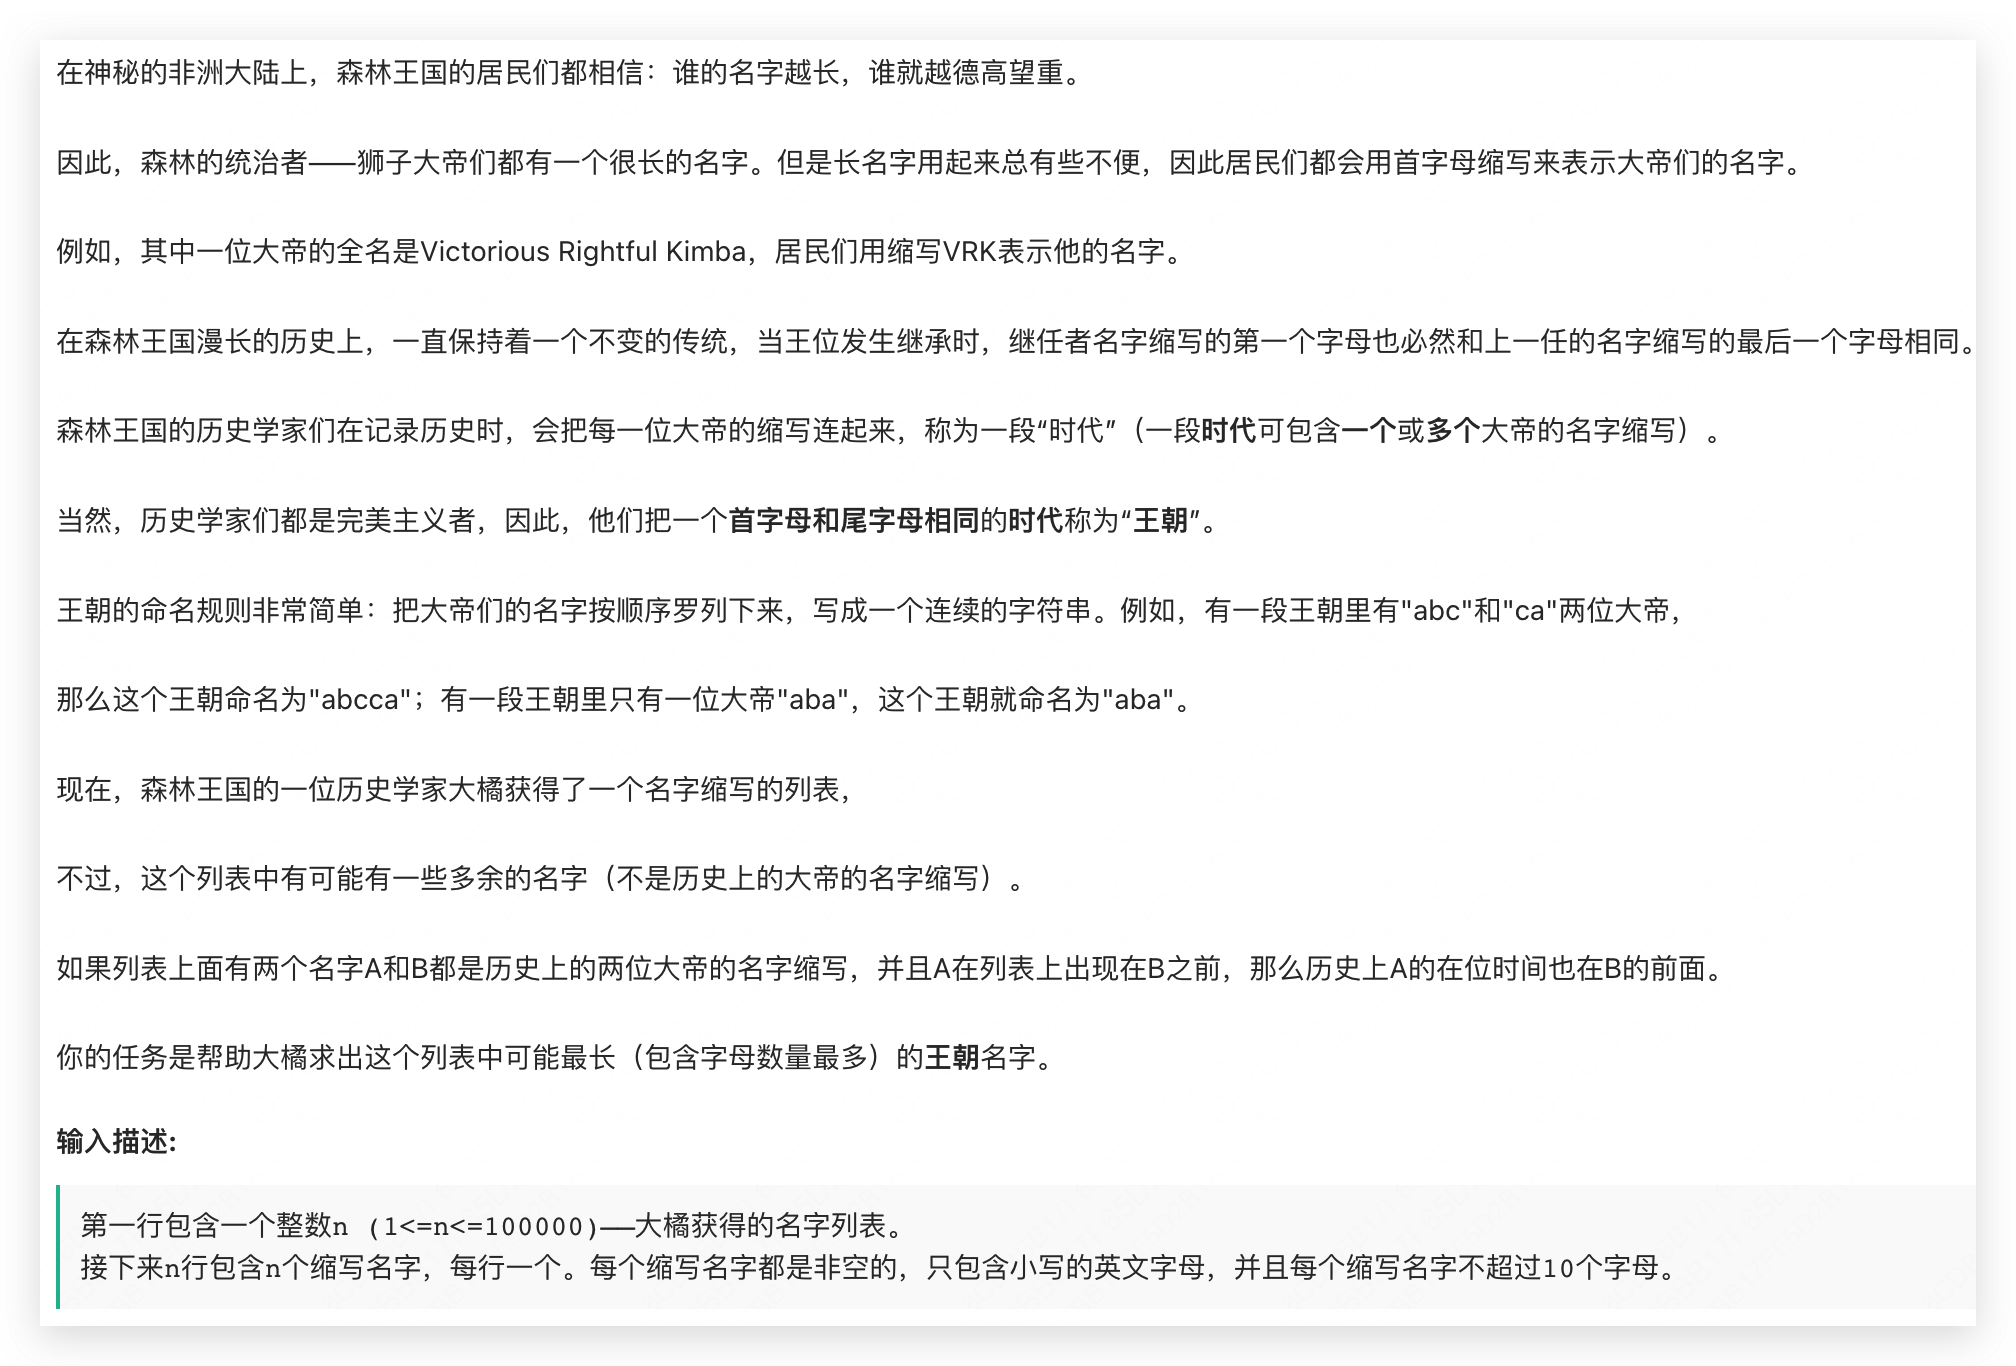 在神秘的非洲大陆上，森林王国的居民们都相信：谁的名字越长，谁就越德高望重。
因此，森林的统治者——狮子大帝们都有一个很长的名字。但是长名字用起来总有些不便，因此居民们都会用首字母缩写来表示大帝们的名字。
例如，其中一位大帝的全名是Victorious Rightful Kimba，居民们用缩写VRK表示他的名字。
在森林王国漫长的历史上，一直保持着一个不变的传统，当王位发生继承时，继任者名字缩写的第一个字母也必然和上一任的名字缩写的最后一个字母相同。
森林王国的历史学家们在记录历史时，会把每一位大帝的缩写连起来，称为一段“时代”（一段时代可包含一个或多个大帝的名字缩写）。
当然，历史学家们都是完美主义者，因此，他们把一个首字母和尾字母相同的时代称为“王朝”。
王朝的命名规则非常简单：把大帝们的名字按顺序罗列下来，写成一个连续的字符串。例如，有一段王朝里有"abc"和"ca"两位大帝，
那么这个王朝命名为"abcca"；有一段王朝里只有一位大帝"aba"，这个王朝就命名为"aba"。
现在，森林王国的一位历史学家大橘获得了一个名字缩写的列表，
不过，这个列表中有可能有一些多余的名字（不是历史上的大帝的名字缩写）。
如果列表上面有两个名字A和B都是历史上的两位大帝的名字缩写，并且A在列表上出现在B之前，那么历史上A的在位时间也在B的前面。
你的任务是帮助大橘求出这个列表中可能最长（包含字母数量最多）的王朝名字。
输入描述:
第一行包含一个整数n (1<=n<=100000)——大橘获得的名字列表。
接下来n行包含n个缩写名字，每行一个。每个缩写名字都是非空的，只包含小写的英文字母，并且每个缩写名字不超过10个字母。